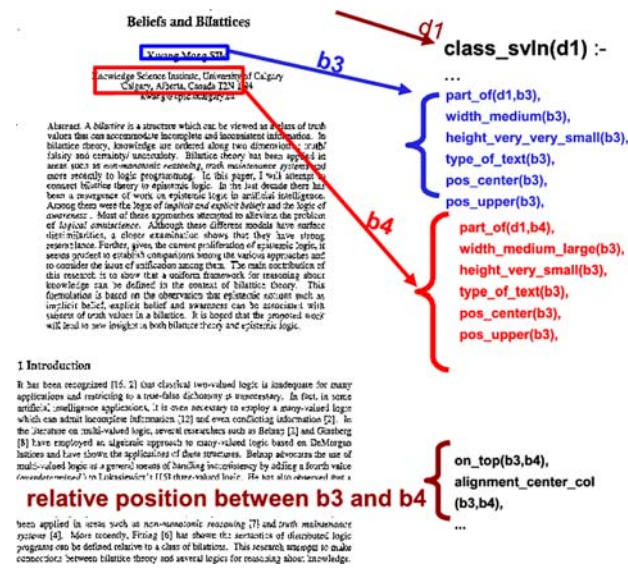 Beliefs and Bilattices
Kwang Mong
Knowledge Science Institute, University of Calgary
Calgary, Alberta, Canada T2N 1N4
Abstract. A bilattice is a structure which can be viewed as a class of truth
values that can accommodate incomplete and inconsistent information. In
bilattice theory, knowledge are ordered along two dimensions: truth/
falsity and certainty/ uncertainty. Bilattice theory has been applied in
areas such as non-monotonic reasoning, truth maintenance systems and
more recently to logic programming. In this paper, I will attempt to
connect bilattice theory to epistemic logic. In the last decade there has
been a resurgence of work on epistemic logic in artificial intelligence.
Among them were the logic of implicit and explicit beliefs and the logic of
awareness. Most of these approaches attempted to alleviate the problem
of logical omniscience. Although these different models have surface
dissimilarities, a closer examination shows that they have strong
resemblance. Further, given the current proliferation of epistemic logic, it
seems prudent to establish comparisons among the various approaches and
to consider the issue of unification among them. The main contribution of
this research is to show that a uniform framework for reasoning about
knowledge can be defined in the context of bilattice theory. This
formulation is based on the observation that epistemic notions such as
implicit belief, explicit belief and awareness can be associated with
subsets of truth values in a bilattice. It is hoped that the proposed work
will lead to new insights in both bilattice theory and epistemic logic.
1 Introduction
It has been recognized [16, 2] that classical two-valued logic is inadequate for many
applications and restricting to a true-false dichotomy is unnecessary. In fact, in some
artificial intelligence applications, it is even necessary to employ a many-valued logic
which can admit incomplete information [12] and even conflicting information [2]. In
the literature on multi-valued logic, several researchers such as Belnap [2] and Ginsberg
[8] have employed an algebraic approach to many-valued logic based on DeMorgan
lattices and have shown the applications of these structures. Belnap advocates the use of
multi-valued logic as a general means of handling inconsistency by adding a fourth value
(overdetermined) to Lukasiewicz's [15] three-valued logic. He has also observed that a
relative position between b3 and b4
been applied in areas such as non-monotonic reasoning [7] and truth maintenance
systems [4]. More recently, Fitting [6] has shown the semantics of distributed logic
programs can be defined relative to a class of bilattices. This research attempts to make
connections between bilattice theory and several logics for reasoning about knowledge.
d1
b3
b4
class_svln(d1) :-
...
part_of(d1,b3),
width_medium(b3),
height_very_very_small(b3),
type_of_text(b3),
pos_center(b3),
pos_upper(b3),
part_of(d1,b4),
width_medium_large(b3),
height_very_small(b3),
type_of_text(b3),
pos_center(b3),
pos_upper(b3),
on_top(b3,b4),
alignment_center_col
(b3,b4),
...